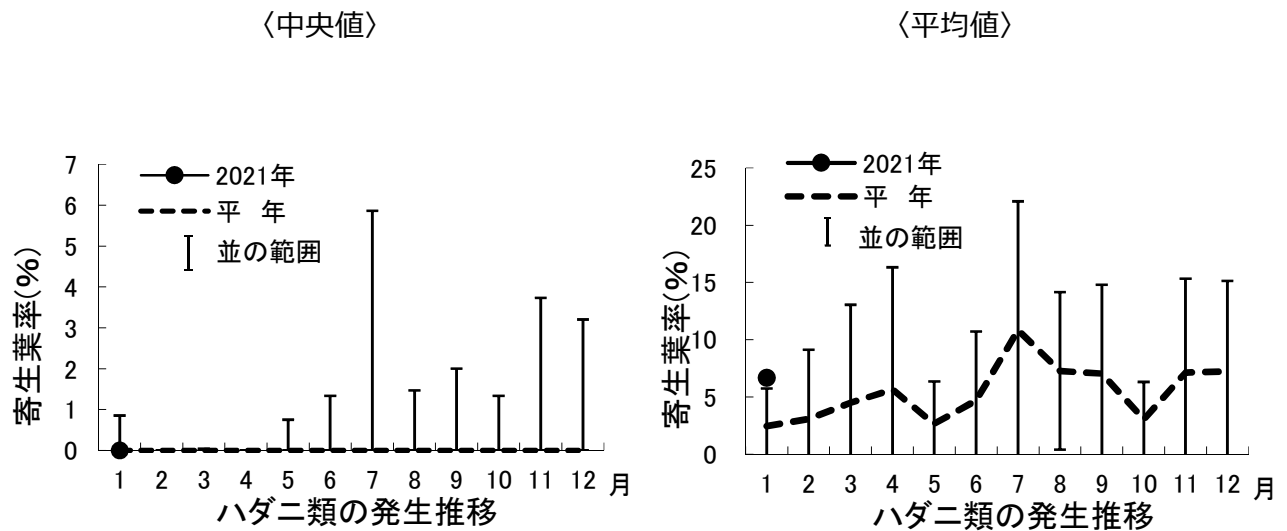 〈中央値〉
7
6
5
4
3
2
1
0
寄生葉率(%)
2021年
平 年
並の範囲
1 2 3 4 5 6 7 8 9 10 11 12 月
ハダニ類の発生推移
〈平均値〉
25
20
15
10
5
0
寄生葉率(%)
2021年
平 年
並の範囲
1 2 3 4 5 6 7 8 9 10 11 12 月
ハダニ類の発生推移